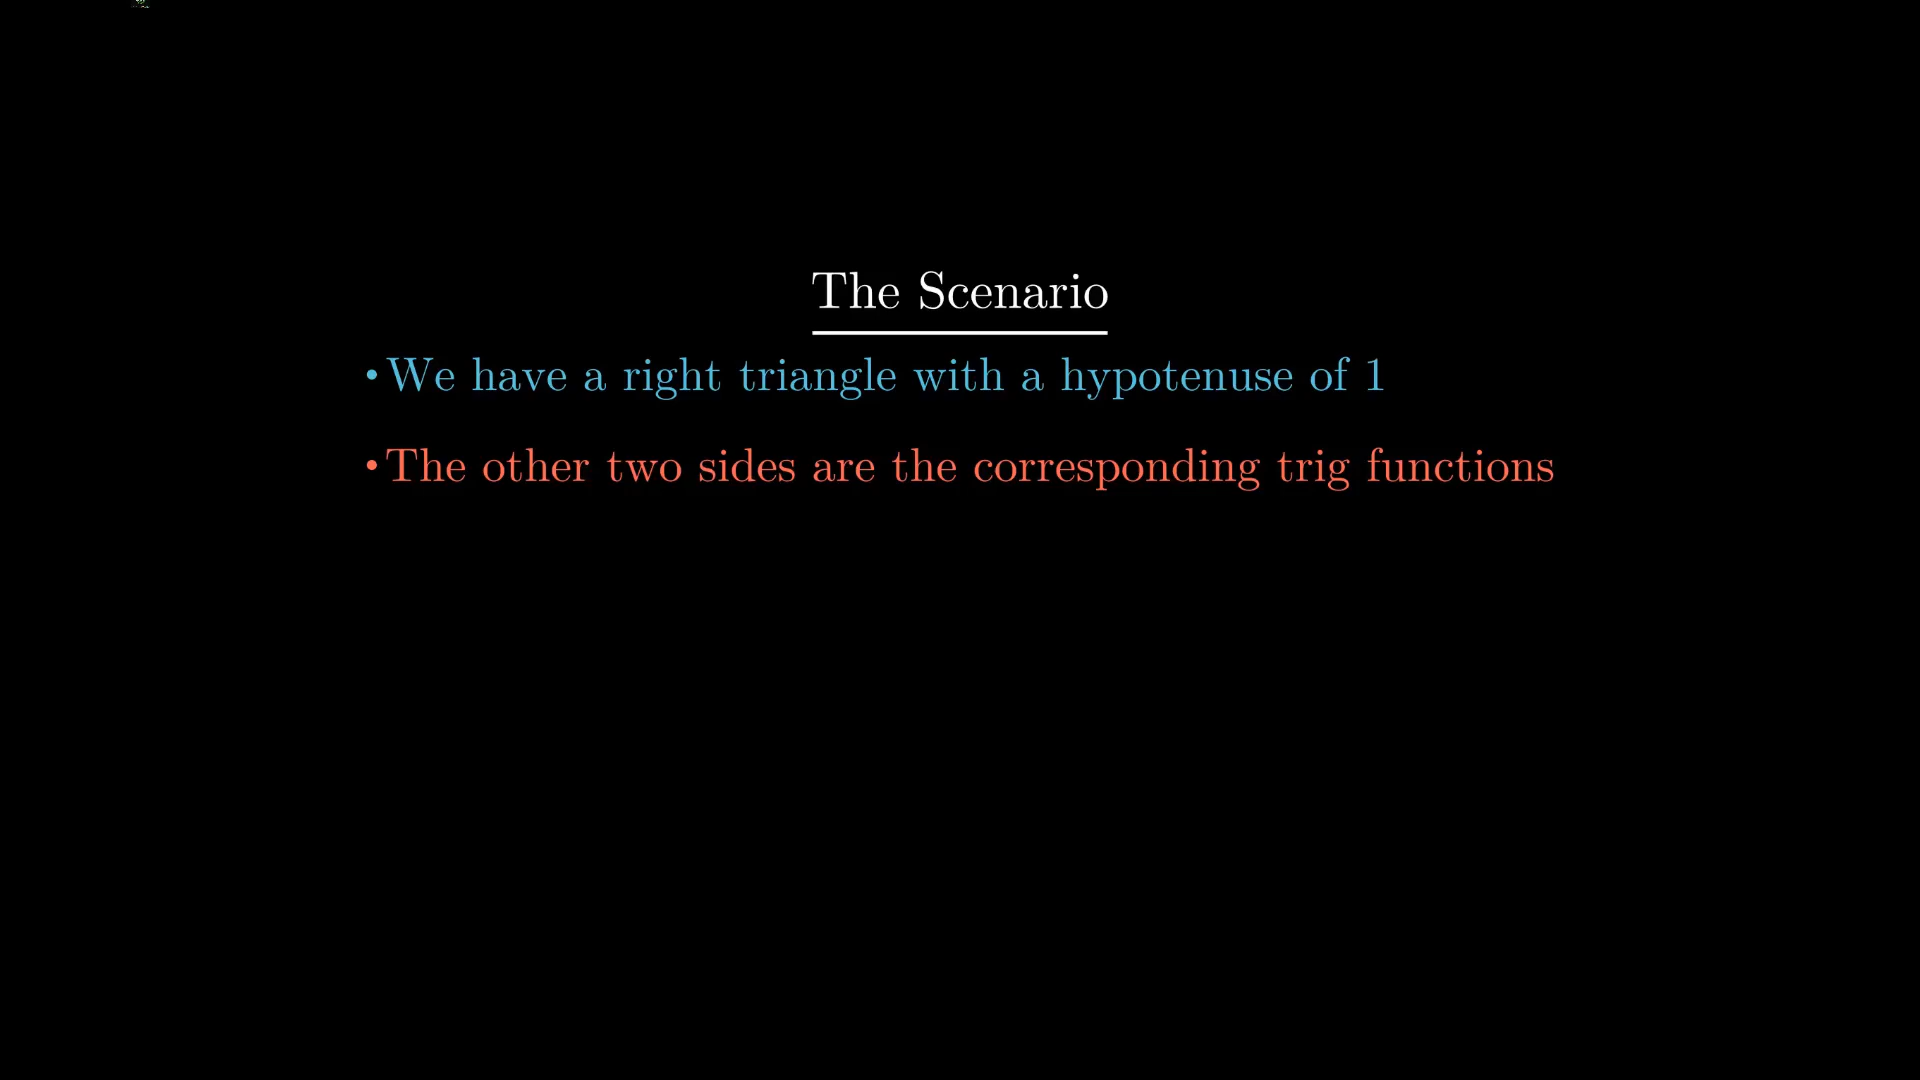 The Scenario
• We have a right triangle with a hypotenuse of 1
• The other two sides are the corresponding trig functions